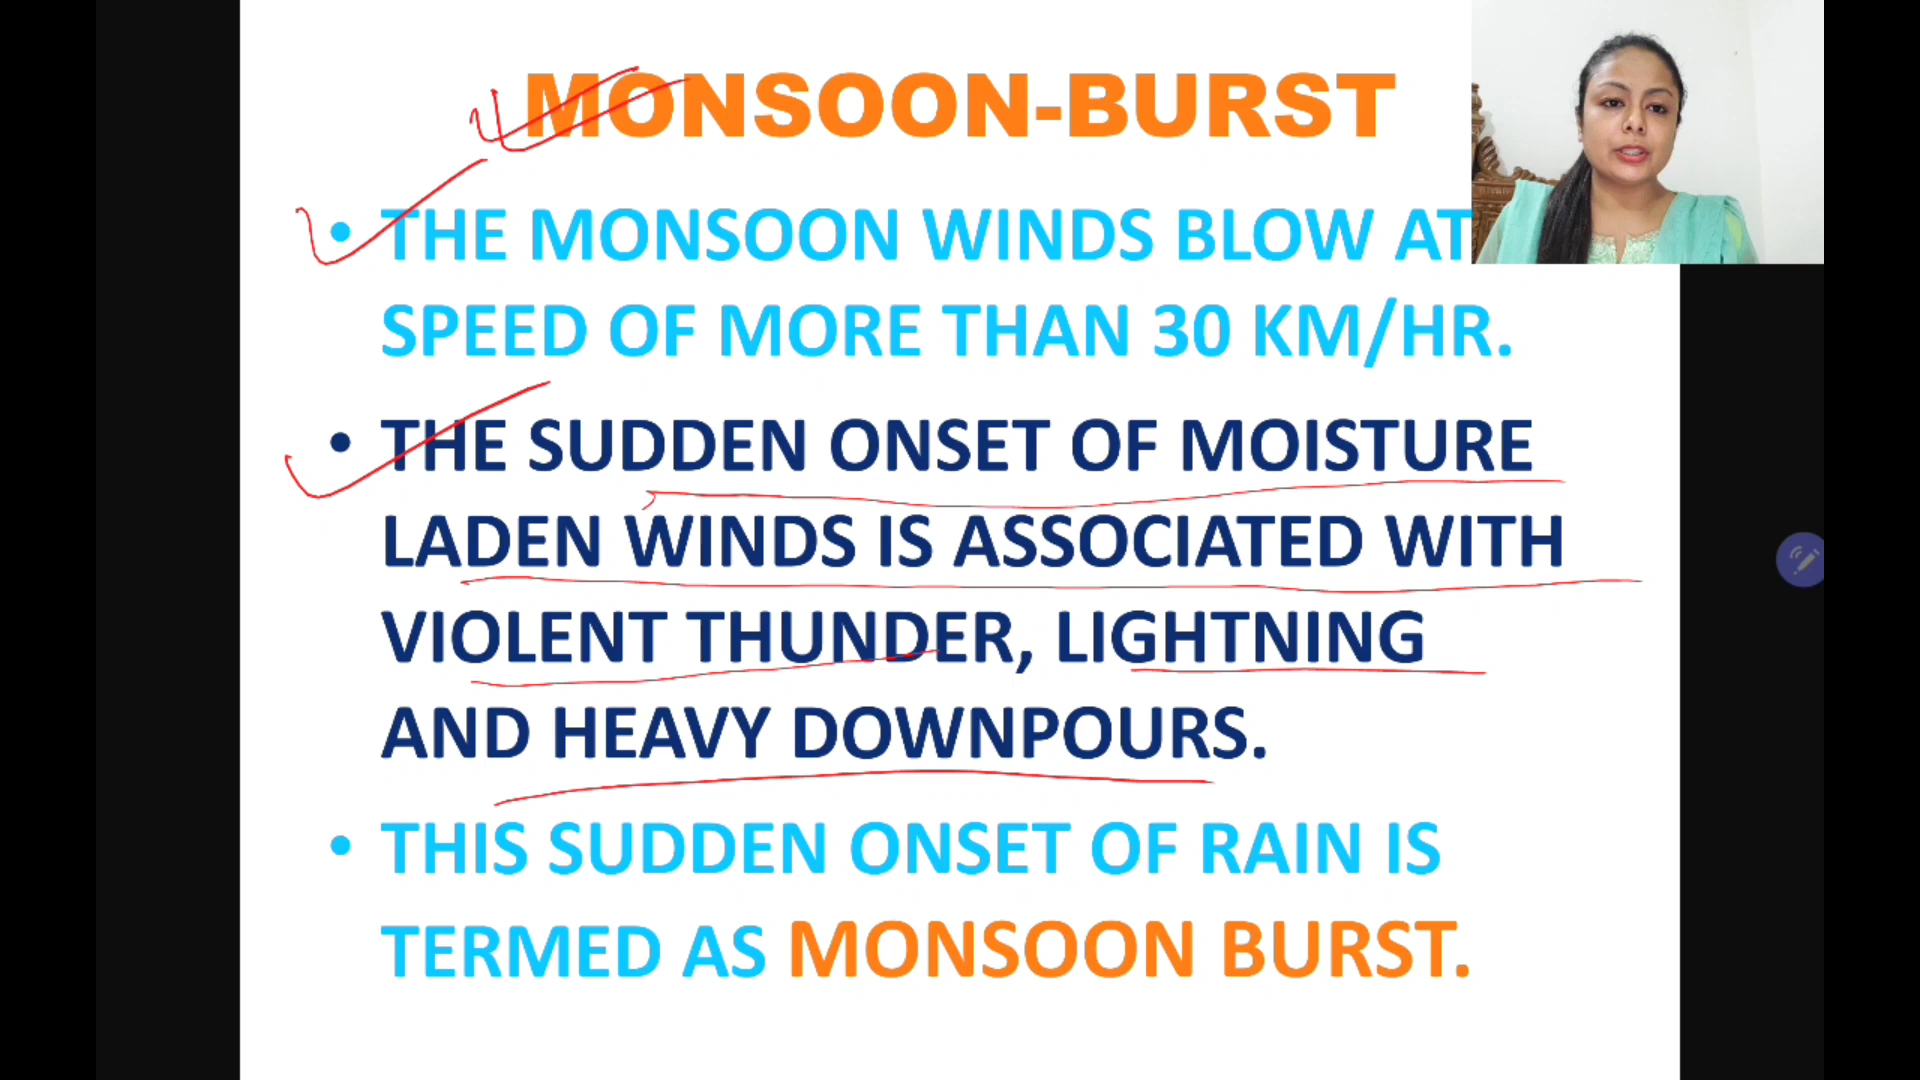 MONSOON-BURST
• THE MONSOON WINDS BLOW AT
SPEED OF MORE THAN 30 KM/HR.
• THE SUDDEN ONSET OF MOISTURE
LADEN WINDS IS ASSOCIATED WITH
VIOLENT THUNDER, LIGHTNING
AND HEAVY DOWNPOURS.
• THIS SUDDEN ONSET OF RAIN IS
TERMED AS MONSOON BURST.